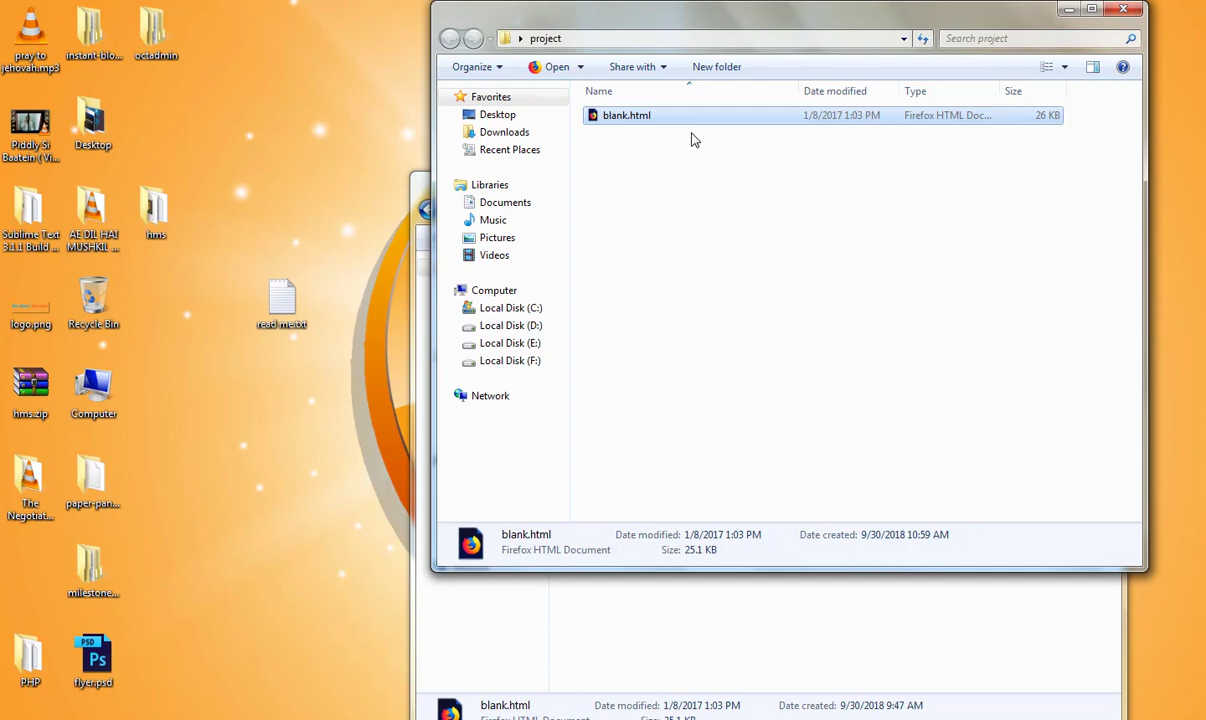 pray to
jehovah.mp3
instant-blo...
octadmin
Piddly Si
Baatein ( Vi...
Desktop
Sublime Text
3.1.1 Build ...
AE DIL HAI
MUSHKIL ...
hms
logo.png
Recycle Bin
read me.txt
hms.zip
Computer
The
Negotiat...
paper-pan...
milestone...
PHP
PSD
Ps
flyer.psd
project
Search project
Organize
Open
Share with
New folder
Name
Date modified
Type
Size
blank.html
1/8/2017 1:03 PM
Firefox HTML Doc...
26 KB
Favorites
Desktop
Downloads
Recent Places
Libraries
Documents
Music
Pictures
Videos
Computer
Local Disk (C:)
Local Disk (D:)
Local Disk (E:)
Local Disk (F:)
Network
blank.html
Date modified: 1/8/2017 1:03 PM
Date created: 9/30/2018 10:59 AM
Firefox HTML Document
Size: 25.1 KB
blank.html
Date modified: 1/8/2017 1:03 PM
Date created: 9/30/2018 9:47 AM